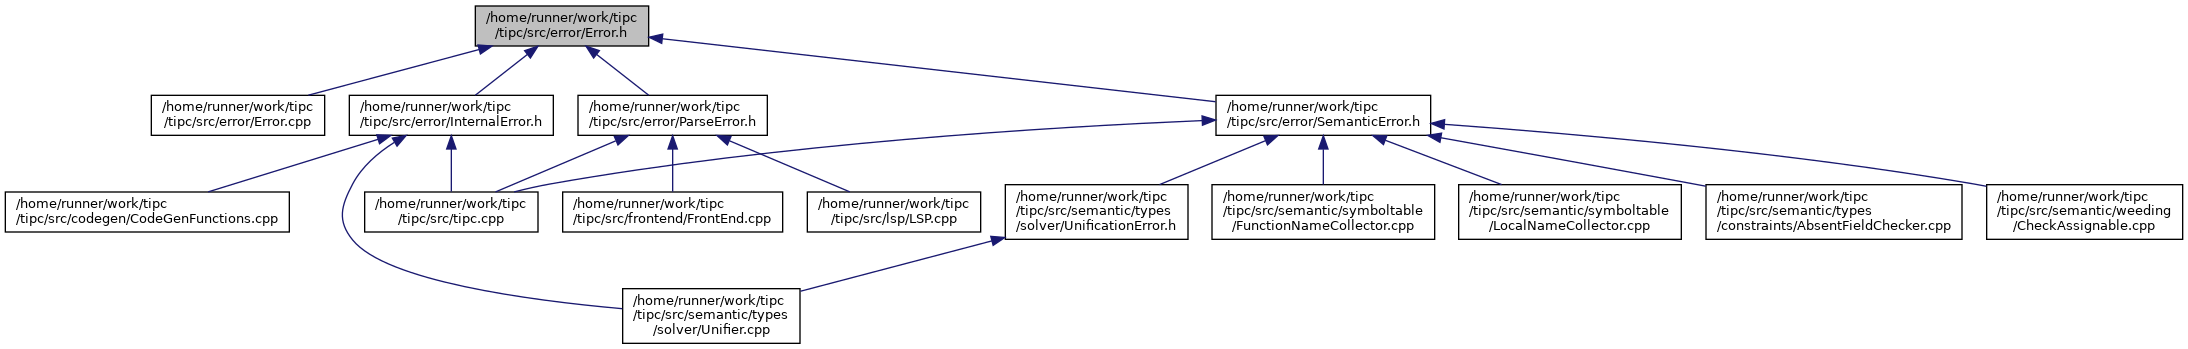 /home/runner/work/tipc
/tipc/src/error/Error.h
/home/runner/work/tipc
/tipc/src/error/Error.cpp
/home/runner/work/tipc
/tipc/src/error/InternalError.h
/home/runner/work/tipc
/tipc/src/error/ParseError.h
/home/runner/work/tipc
/tipc/src/error/SemanticError.h
/home/runner/work/tipc
/tipc/src/codegen/CodeGenFunctions.cpp
/home/runner/work/tipc
/tipc/src/tipc.cpp
/home/runner/work/tipc
/tipc/src/frontend/FrontEnd.cpp
/home/runner/work/tipc
/tipc/src/lsp/LSP.cpp
/home/runner/work/tipc
/tipc/src/semantic/types
/solver/UnificationError.h
/home/runner/work/tipc
/tipc/src/semantic/symboltable
/FunctionNameCollector.cpp
/home/runner/work/tipc
/tipc/src/semantic/symboltable
/LocalNameCollector.cpp
/home/runner/work/tipc
/tipc/src/semantic/types
/constraints/AbsentFieldChecker.cpp
/home/runner/work/tipc
/tipc/src/semantic/weeding
/CheckAssignable.cpp
/home/runner/work/tipc
/tipc/src/semantic/types
/solver/Unifier.cpp